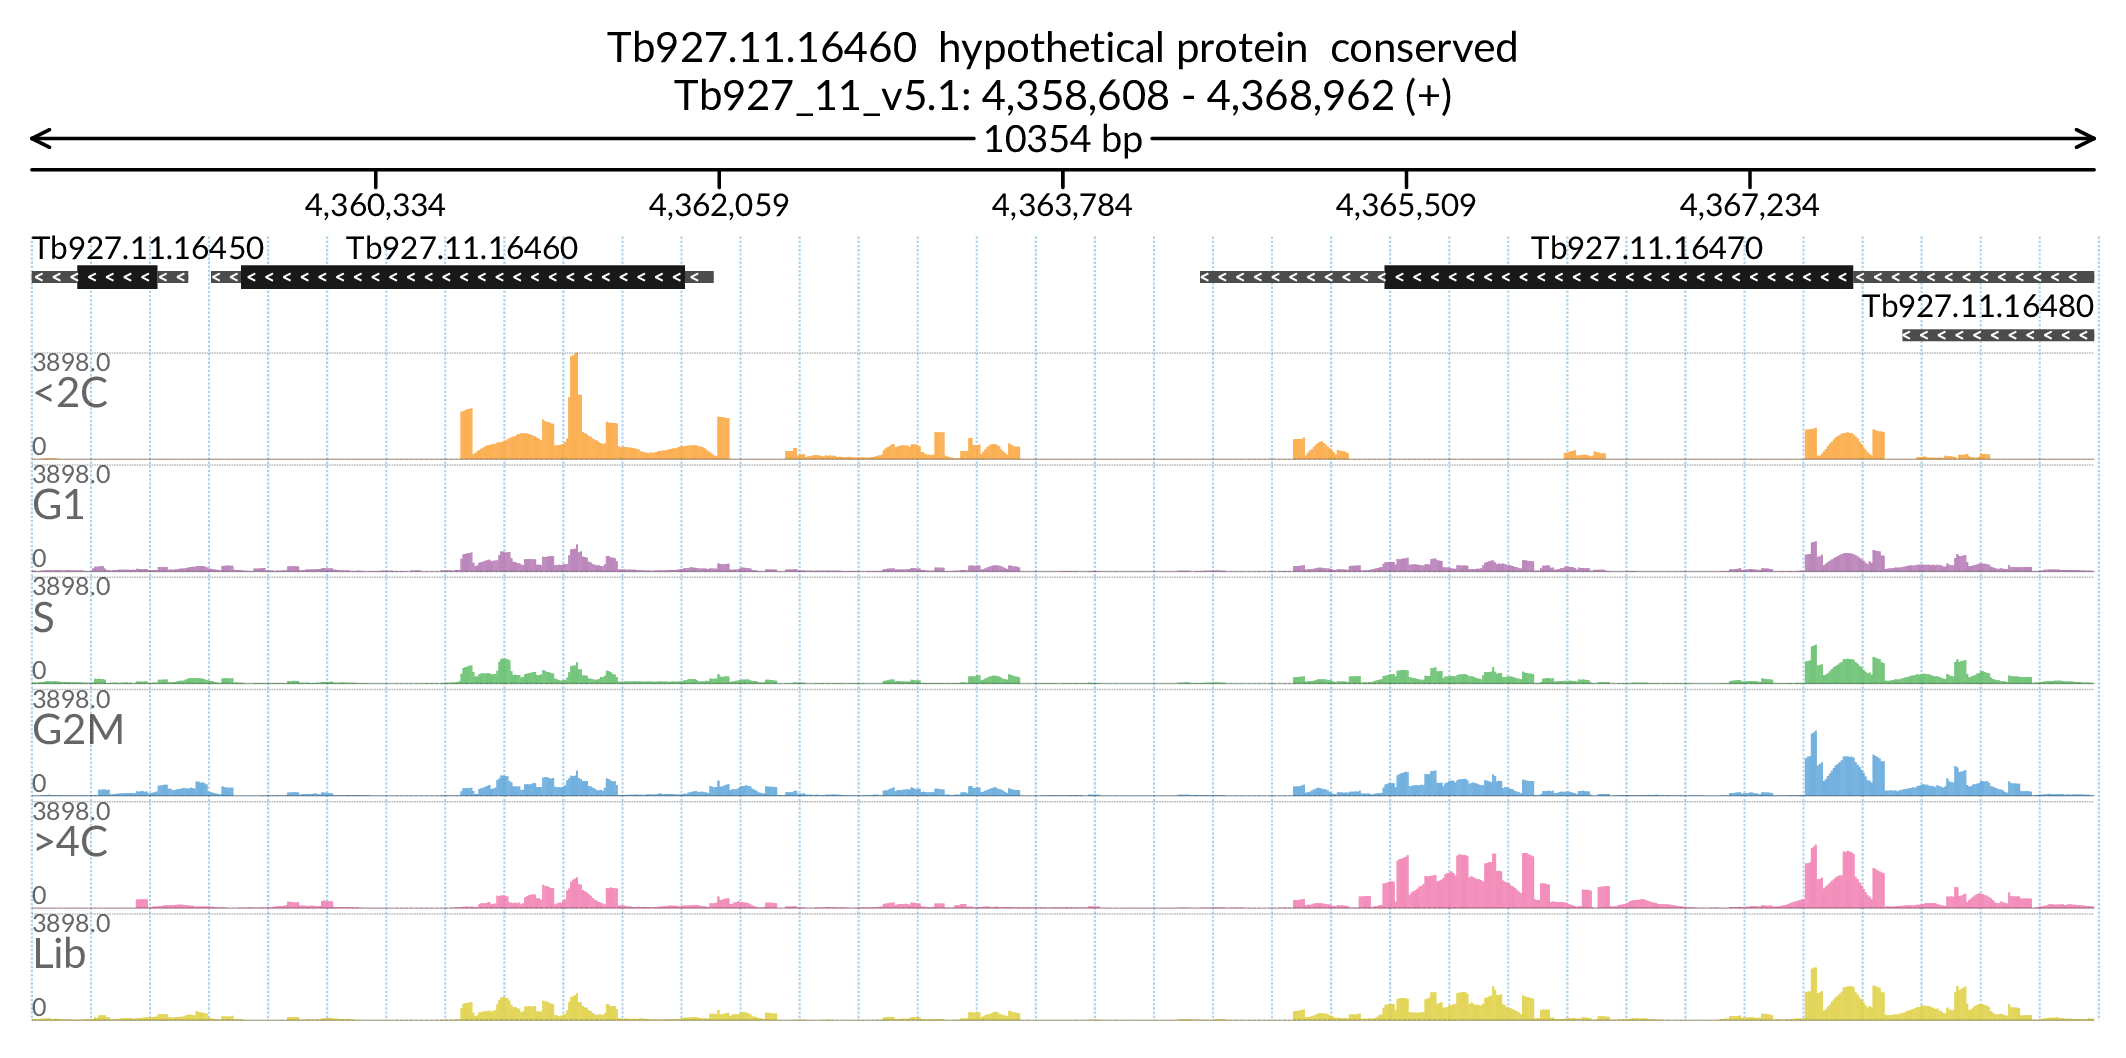 Tb927.11.16460 hypothetical protein conserved
Tb927_11_v5.1: 4,358,608 - 4,368,962 (+)
10354 bp
4,360,334 4,362,059 4,363,784 4,365,509 4,367,234
Tb927.11.16450 Tb927.11.16460 Tb927.11.16470
Tb927.11.16480
3898.0
<2C
0
3898.0
G1
0
3898.0
S
0
3898.0
G2M
0
3898.0
>4C
0
3898.0
Lib
0